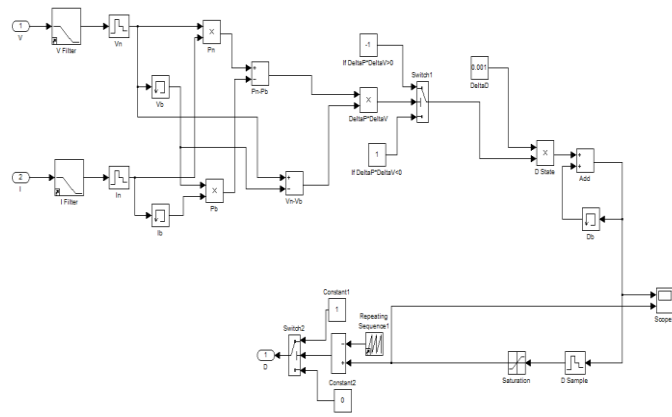 1
V
V Filter
Vn
X
Pn
+
−
Pn-Pb
Vb
-1
If DeltaP*DeltaV>0
Switch1
0.001
DeltaD
X
DeltaP*DeltaV
1
If DeltaP*DeltaV<0
X
D State
+
+
Add
2
I
I Filter
In
Ib
X
Pb
+
−
Vn-Vb
Db
Scope
Constant1
1
Switch2
Repeating
Sequence1
−
+
1
D
Constant2
0
Saturation
D Sample